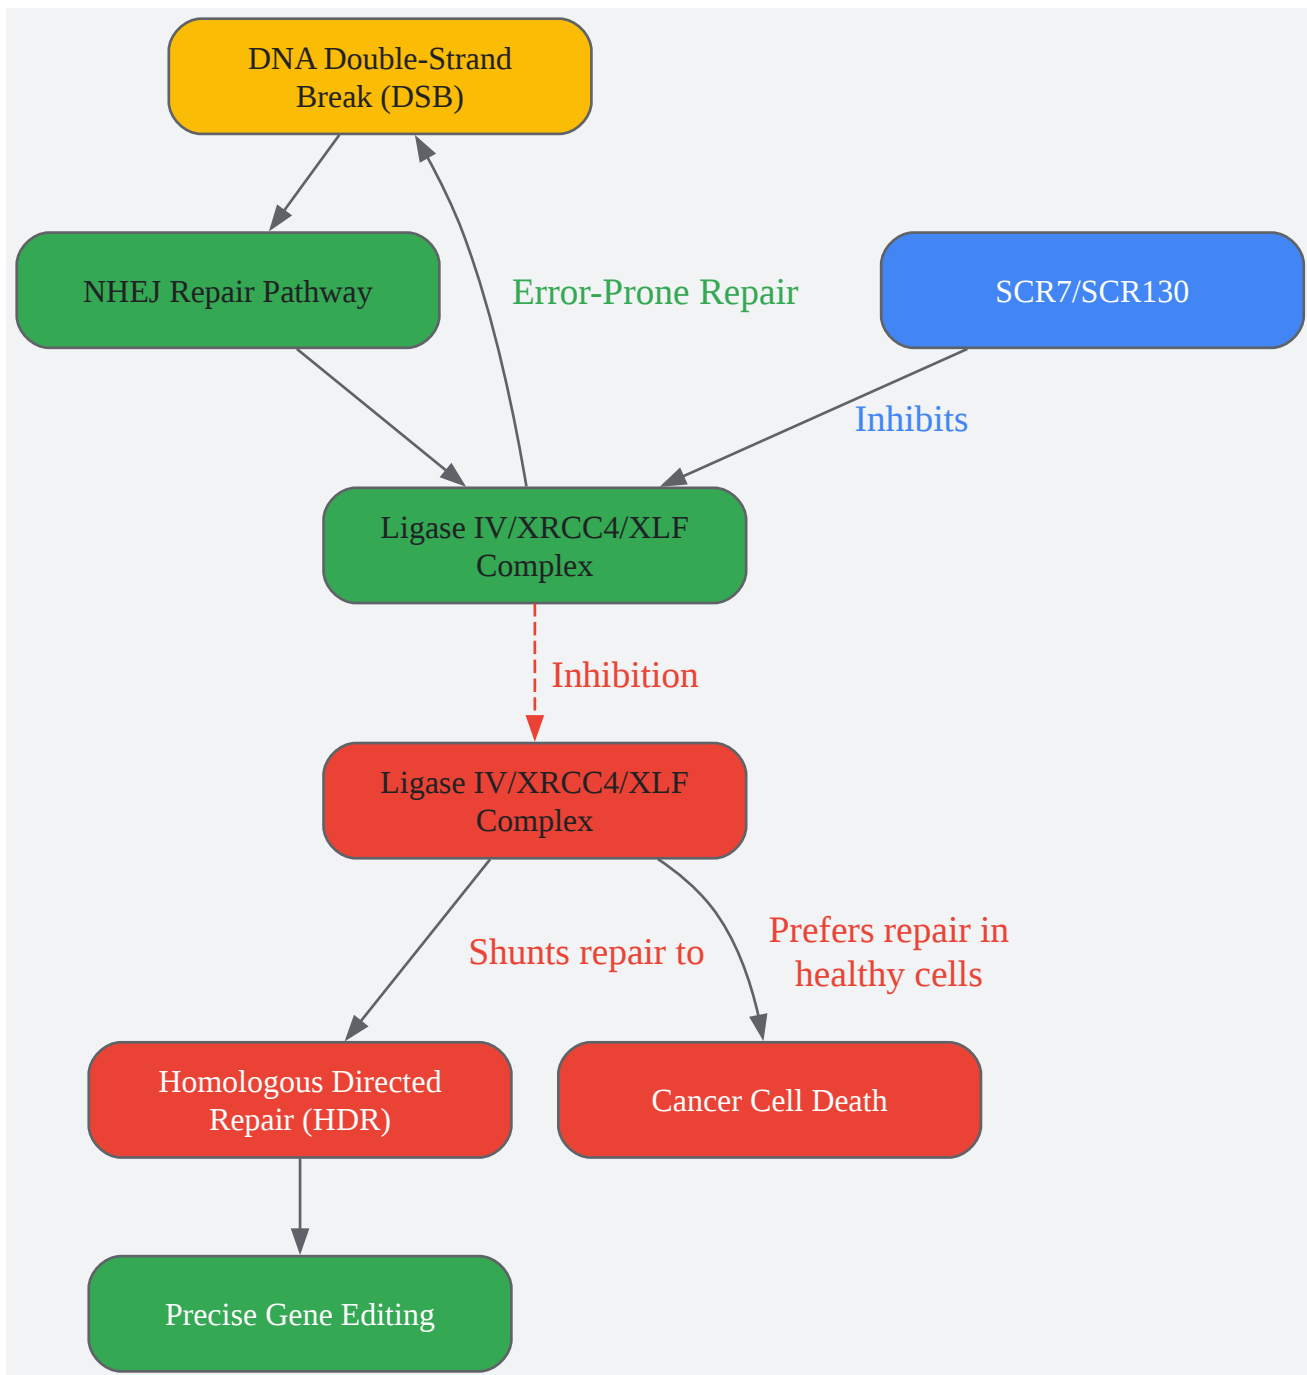 DNA Double-Strand
Break (DSB)
NHEJ Repair Pathway
Error-Prone Repair
SCR7/SCR130
Inhibits
Ligase IV/XRCC4/XLF
Complex
Inhibition
Ligase IV/XRCC4/XLF
Complex
Shunts repair to
Prefers repair in
healthy cells
Homologous Directed
Repair (HDR)
Cancer Cell Death
Precise Gene Editing